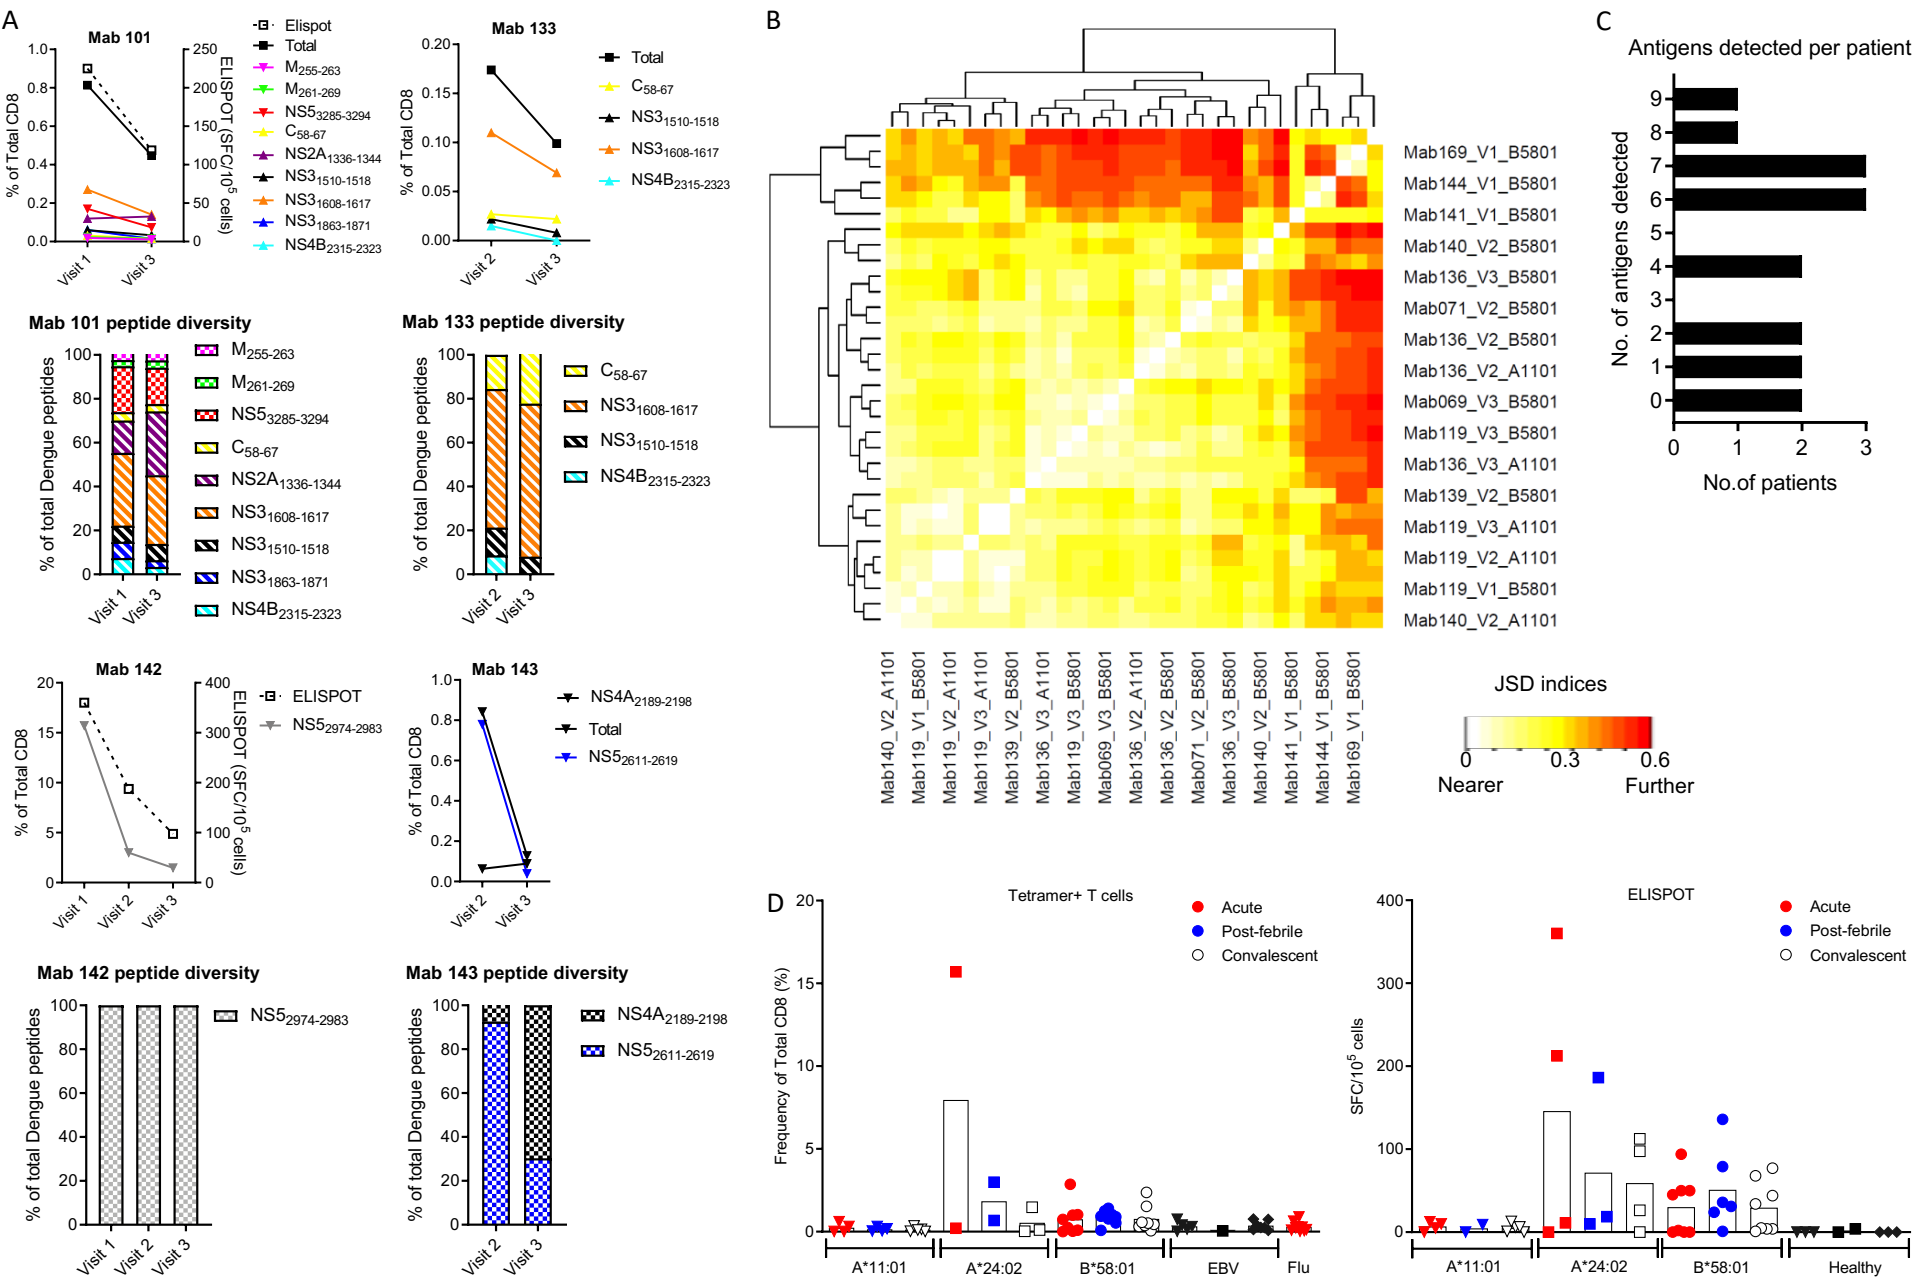 A
Mab 101
% of Total CD8
1.0
0.8
0.6
0.4
0.2
0.0
250
200
150
100
50
0
ELISPOT (SFC/10^5 cells)
Visit 1
Visit 3
Elispot
Total
M255-263
M261-269
NS53285-3294
C58-67
NS2A1336-1344
NS31510-1518
NS31608-1617
NS31863-1871
NS4B2315-2323
Mab 133
% of Total CD8
0.20
0.15
0.10
0.05
0.00
Visit 2
Visit 3
Total
C58-67
NS31510-1518
NS31608-1617
NS4B2315-2323
Mab 101 peptide diversity
% of total Dengue peptides
100
80
60
40
20
0
Visit 1
Visit 3
M255-263
M261-269
NS53285-3294
C58-67
NS2A1336-1344
NS31608-1617
NS31510-1518
NS31863-1871
NS4B2315-2323
Mab 133 peptide diversity
% of total Dengue peptides
100
80
60
40
20
0
Visit 2
Visit 3
C58-67
NS31608-1617
NS31510-1518
NS4B2315-2323
Mab 142
% of Total CD8
20
15
10
5
0
400
300
200
100
0
ELISPOT (SFC/10^5 cells)
Visit 1
Visit 2
Visit 3
ELISPOT
NS52974-2983
Mab 143
% of Total CD8
1.0
0.8
0.6
0.4
0.2
0.0
Visit 2
Visit 3
NS4A2189-2198
Total
NS52611-2619
Mab 142 peptide diversity
% of total Dengue peptides
100
80
60
40
20
0
Visit 1
Visit 2
Visit 3
NS52974-2983
Mab 143 peptide diversity
% of total Dengue peptides
100
80
60
40
20
0
Visit 2
Visit 3
NS4A2189-2198
NS52611-2619
B
Mab169_V1_B5801
Mab144_V1_B5801
Mab141_V1_B5801
Mab140_V2_B5801
Mab136_V3_B5801
Mab071_V2_B5801
Mab136_V2_B5801
Mab136_V2_A1101
Mab069_V3_B5801
Mab119_V3_B5801
Mab136_V3_A1101
Mab139_V2_B5801
Mab119_V3_A1101
Mab119_V2_A1101
Mab119_V1_B5801
Mab140_V2_A1101
Mab140_V2_A1101
Mab119_V1_B5801
Mab119_V2_A1101
Mab119_V3_A1101
Mab139_V2_B5801
Mab136_V3_A1101
Mab119_V3_B5801
Mab069_V3_B5801
Mab136_V2_A1101
Mab136_V2_B5801
Mab071_V2_B5801
Mab136_V3_B5801
Mab140_V2_B5801
Mab141_V1_B5801
Mab144_V1_B5801
Mab169_V1_B5801
JSD indices
0
0.3
0.6
Nearer
Further
C
Antigens detected per patient
No. of antigens detected
9
8
7
6
5
4
3
2
1
0
0
1
2
3
No.of patients
D
Tetramer+ T cells
Frequency of Total CD8 (%)
20
15
10
5
0
Acute
Post-febrile
Convalescent
A*11:01
A*24:02
B*58:01
EBV
Flu
ELISPOT
SFC/10^5 cells
400
300
200
100
0
Acute
Post-febrile
Convalescent
A*11:01
A*24:02
B*58:01
Healthy